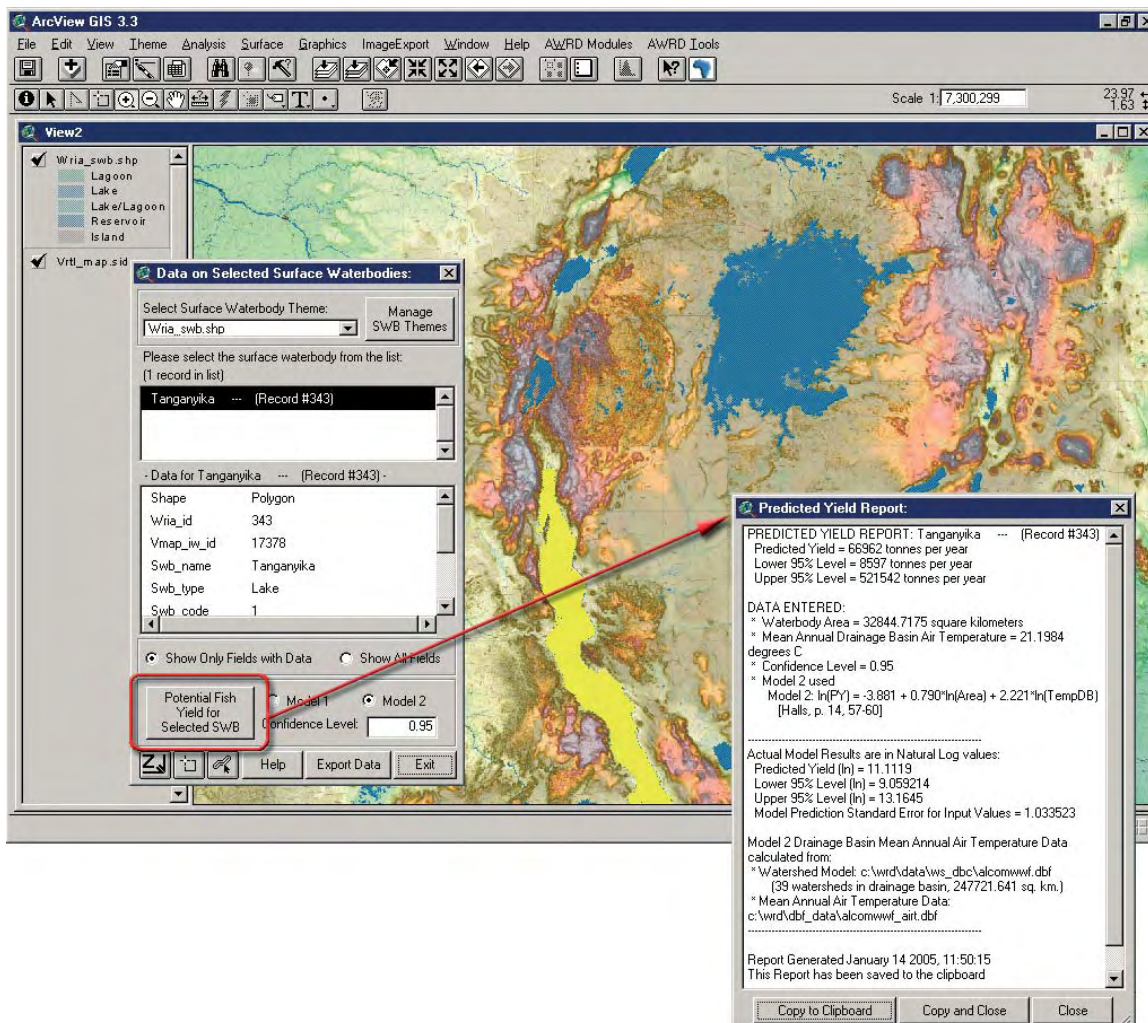 ArcView GIS 3.3
File Edit View Theme Analysis Surface Graphics ImageExport Window Help AWRD Modules AWRD Tools
Scale 1: 7,300,299
23.97
1.63
View2
Wria_swb.shp
Lagoon
Lake
Lake/Lagoon
Reservoir
Island
Vrtl_map.sid
Data on Selected Surface Waterbodies:
Select Surface Waterbody Theme:
Wria_swb.shp
Manage
SWB Themes
Please select the surface waterbody from the list:
(1 record in list)
Tanganyika --- (Record #343)
- Data for Tanganyika --- (Record #343) -
Shape Polygon
Wria_id 343
Vmap_iw_id 17378
Swb_name Tanganyika
Swb_type Lake
Swb_code 1
Show Only Fields with Data Show All Fields
Potential Fish
Yield for
Selected SWB
Model 1 Model 2
Confidence Level: 0.95
Help Export Data Exit
Predicted Yield Report:
PREDICTED YIELD REPORT: Tanganyika --- (Record #343)
Predicted Yield = 66962 tonnes per year
Lower 95% Level = 8597 tonnes per year
Upper 95% Level = 521542 tonnes per year
DATA ENTERED:
* Waterbody Area = 32844.7175 square kilometers
* Mean Annual Drainage Basin Air Temperature = 21.1984
degrees C
* Confidence Level = 0.95
* Model 2 used
Model 2: ln(PY) = -3.881 + 0.790*ln(Area) + 2.221*ln(TempDB)
[Halls, p. 14, 57-60]
Actual Model Results are in Natural Log values:
Predicted Yield (ln) = 11.1119
Lower 95% Level (ln) = 9.059214
Upper 95% Level (ln) = 13.1645
Model Prediction Standard Error for Input Values = 1.033523
Model 2 Drainage Basin Mean Annual Air Temperature Data
calculated from:
* Watershed Model: c:\wrd\data\ws_dbc\alcomwwf.dbf
(39 watersheds in drainage basin, 247721.641 sq. km.)
* Mean Annual Air Temperature Data:
c:\wrd\dbf_data\alcomwwf_airt.dbf
Report Generated January 14 2005, 11:50:15
This Report has been saved to the clipboard
Copy to Clipboard Copy and Close Close